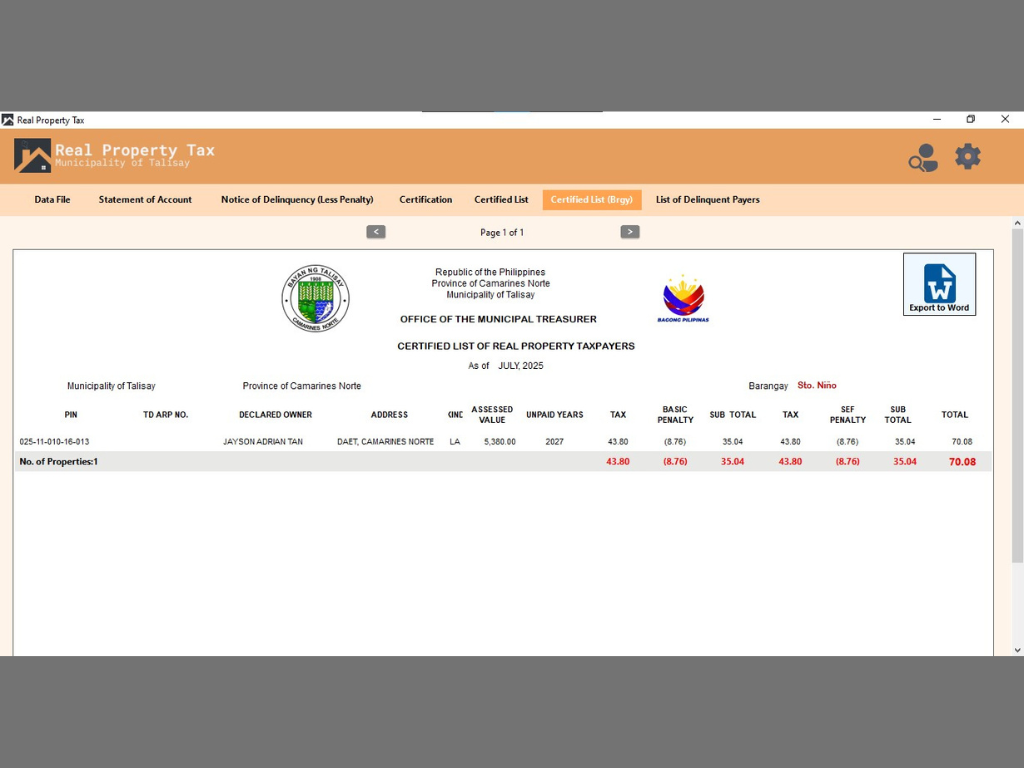 Real Property Tax
Real Property Tax
Municipality of Talisay
Data File Statement of Account Notice of Delinquency (Less Penalty) Certification Certified List Certified List (Brgy) List of Delinquent Payers
< Page 1 of 1 >
BAYAN NG TALISAY
CAMARINES NORTE
Republic of the Philippines
Province of Camarines Norte
Municipality of Talisay
OFFICE OF THE MUNICIPAL TREASURER
BAGONG PILIPINAS
W
Export to Word
CERTIFIED LIST OF REAL PROPERTY TAXPAYERS
As of JULY, 2025
Municipality of Talisay Province of Camarines Norte Barangay Sto. Niño
PIN TD ARP NO. DECLARED OWNER ADDRESS KIND ASSESSED VALUE UNPAID YEARS TAX BASIC PENALTY SUB TOTAL TAX SEF PENALTY SUB TOTAL TOTAL
025-11-010-16-013 JAYSON ADRIAN TAN DAET, CAMARINES NORTE LA 5,380.00 2027 43.80 (8.76) 35.04 43.80 (8.76) 35.04 70.08
No. of Properties:1 43.80 (8.76) 35.04 43.80 (8.76) 35.04 70.08